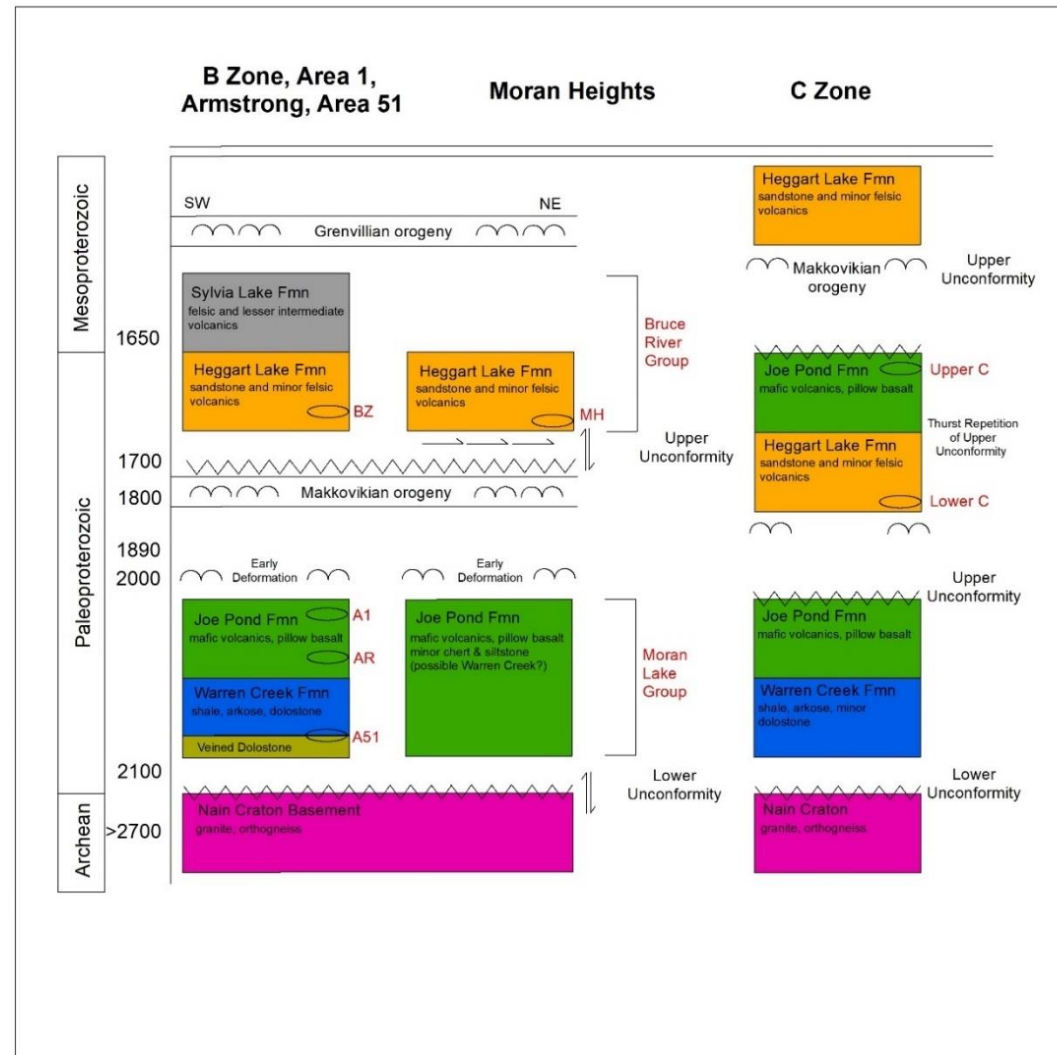 B Zone, Area 1,
Armstrong, Area 51
Moran Heights
C Zone
Mesoproterozoic
Paleoproterozoic
Archean
1650
1700
1800
1890
2000
2100
>2700
SW
NE
Grenvillian orogeny
Sylvia Lake Fmn
felsic and lesser intermediate
volcanics
Heggart Lake Fmn
sandstone and minor felsic
volcanics
BZ
Heggart Lake Fmn
sandstone and minor felsic
volcanics
MH
Bruce
River
Group
Upper
Unconformity
Makkovikian orogeny
Early
Deformation
Early
Deformation
Joe Pond Fmn
mafic volcanics, pillow basalt
A1
AR
Warren Creek Fmn
shale, arkose, dolostone
A51
Veined Dolostone
Joe Pond Fmn
mafic volcanics, pillow basalt
minor chert & siltstone
(possible Warren Creek?)
Moran
Lake
Group
Lower
Unconformity
Nain Craton Basement
granite, orthogneiss
Heggart Lake Fmn
sandstone and minor felsic
volcanics
Makkovikian
orogeny
Upper
Unconformity
Joe Pond Fmn
mafic volcanics, pillow basalt
Upper C
Thurst Repetition
of Upper
Unconformity
Heggart Lake Fmn
sandstone and minor felsic
volcanics
Lower C
Upper
Unconformity
Joe Pond Fmn
mafic volcanics, pillow basalt
Warren Creek Fmn
shale, arkose, minor
dolostone
Lower
Unconformity
Nain Craton
granite, orthogneiss